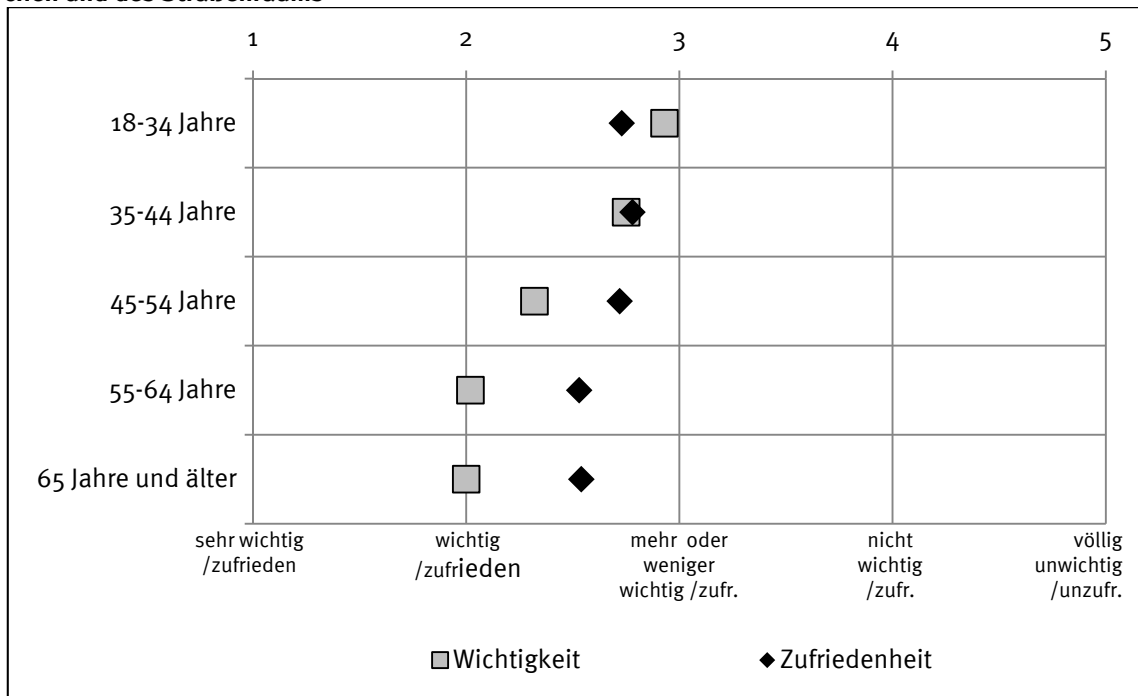 1 2 3 4 5
18-34 Jahre
35-44 Jahre
45-54 Jahre
55-64 Jahre
65 Jahre und älter
sehr wichtig
/zufrieden
wichtig
/zufrieden
mehr oder
weniger
wichtig /zufr.
nicht
wichtig
/zufr.
völlig
unwichtig
/unzufr.
Wichtigkeit
Zufriedenheit